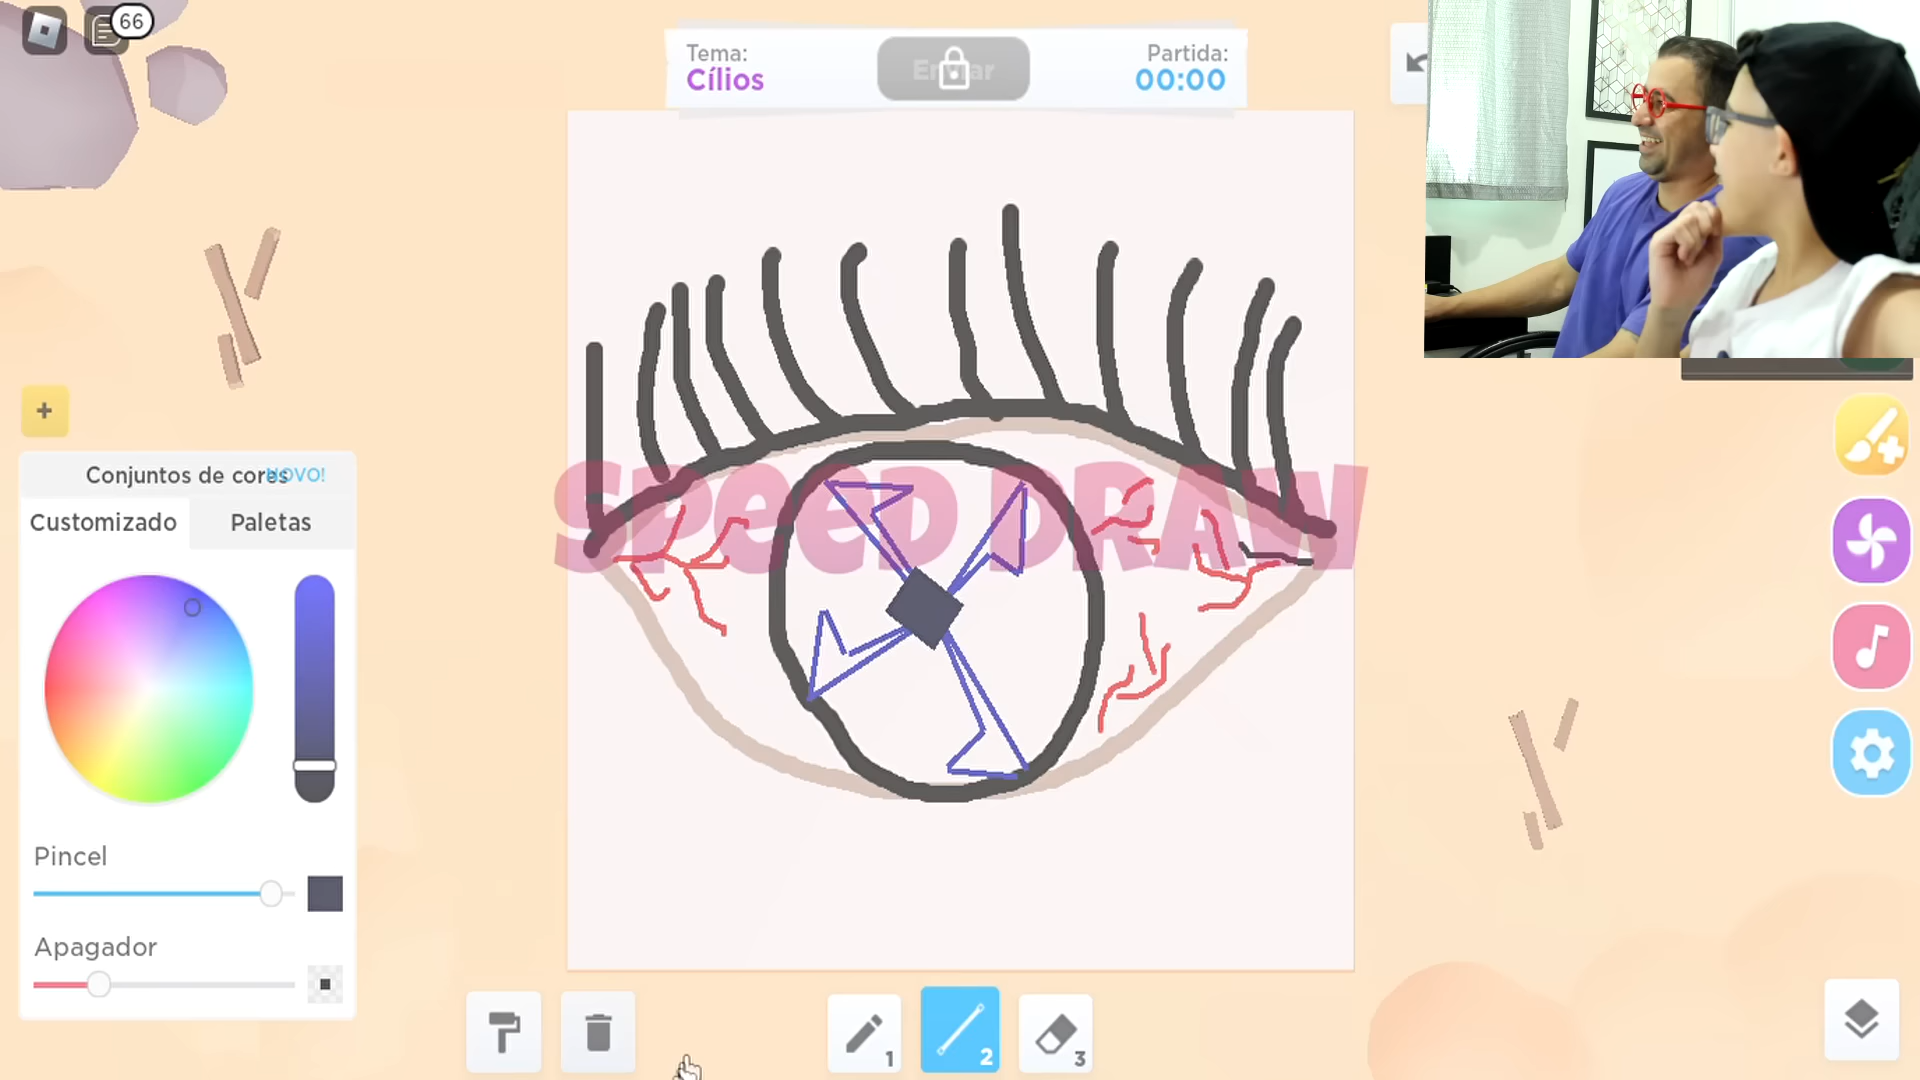 66
Tema:
Cílios
Enviar
Partida:
00:00
SPEED DRAW
+
Conjuntos de cores
NOVO!
Customizado
Paletas
Pincel
Apagador
1
2
3